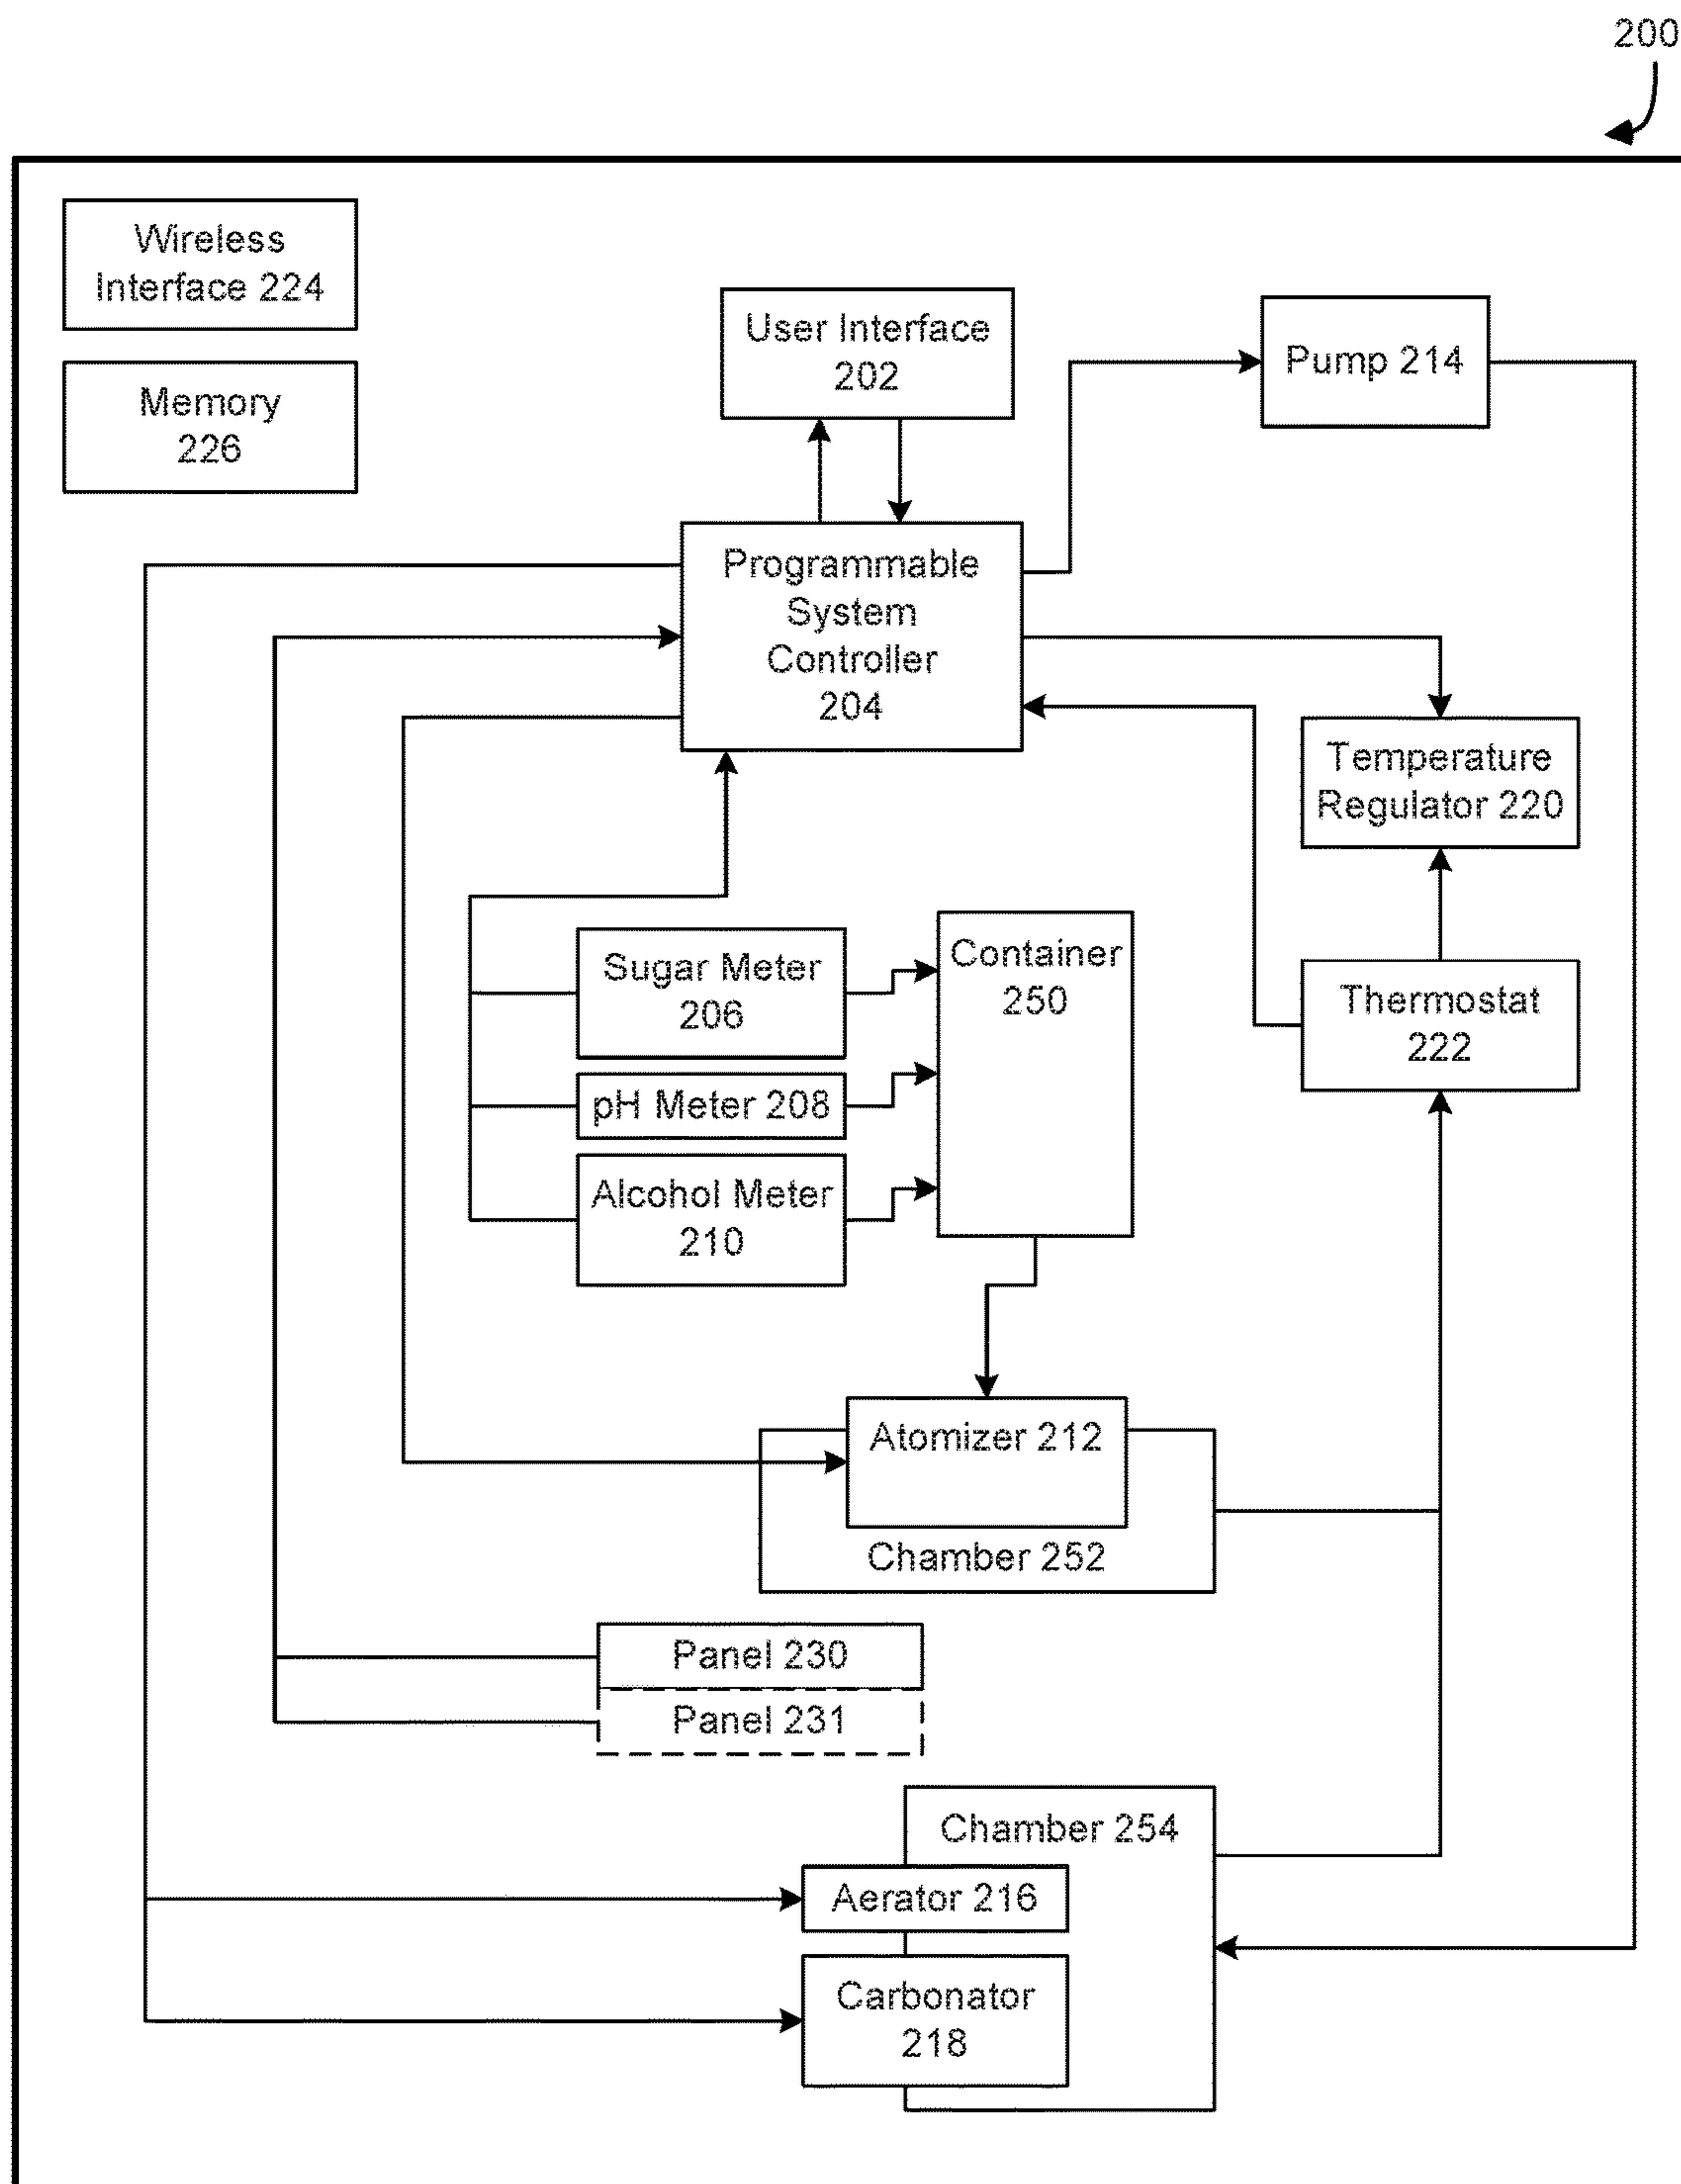 200
Wireless
Interface 224
User Interface
202
Pump 214
Memory
226
Programmable
System
Controller
204
Temperature
Regulator 220
Sugar Meter
206
Container
250
Thermostat
222
pH Meter 208
Alcohol Meter
210
Atomizer 212
Chamber 252
Panel 230
Panel 231
Chamber 254
Aerator 216
Carbonator
218